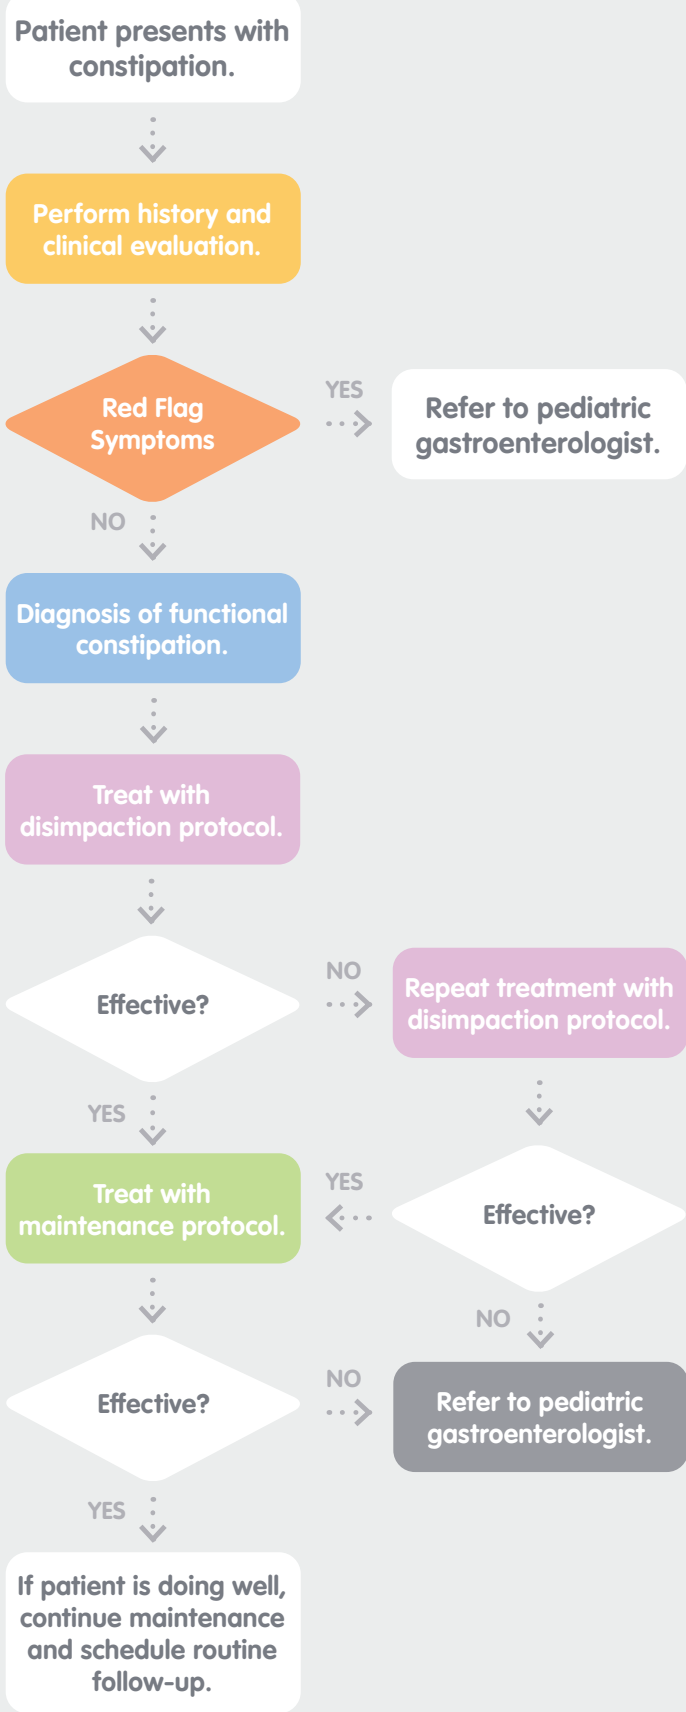 Patient presents with
constipation.
Perform history and
clinical evaluation.
Red Flag
Symptoms
YES
Refer to pediatric
gastroenterologist.
NO
Diagnosis of functional
constipation.
Treat with
disimpaction protocol.
Effective?
NO
Repeat treatment with
disimpaction protocol.
YES
Treat with
maintenance protocol.
YES
Effective?
NO
Effective?
NO
Refer to pediatric
gastroenterologist.
YES
If patient is doing well,
continue maintenance
and schedule routine
follow-up.